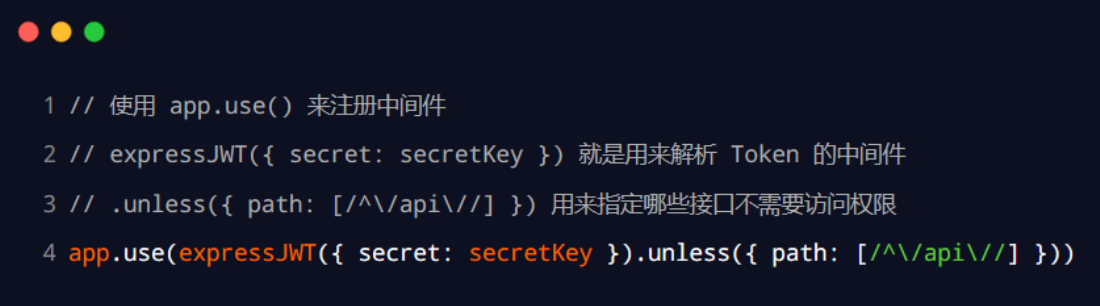 1 // 使用 app.use() 来注册中间件
2 // expressJWT({ secret: secretKey }) 就是用来解析 Token 的中间件
3 // .unless({ path: [/^\/api\//] }) 用来指定哪些接口不需要访问权限
4 app.use(expressJWT({ secret: secretKey }).unless({ path: [/^\/api\//] }))